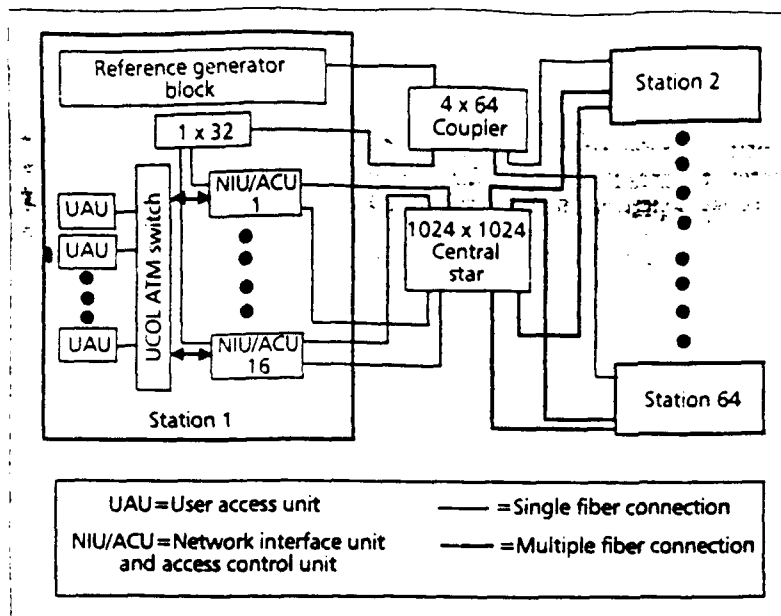 Reference generator
block
1 x 32
4 x 64
Coupler
Station 2
UAU
UAU
UAU
UCOL ATM switch
NIU/ACU
1
NIU/ACU
16
1024 x 1024
Central
star
Station 1
Station 64
UAU=User access unit
NIU/ACU=Network interface unit
and access control unit
=Single fiber connection
=Multiple fiber connection